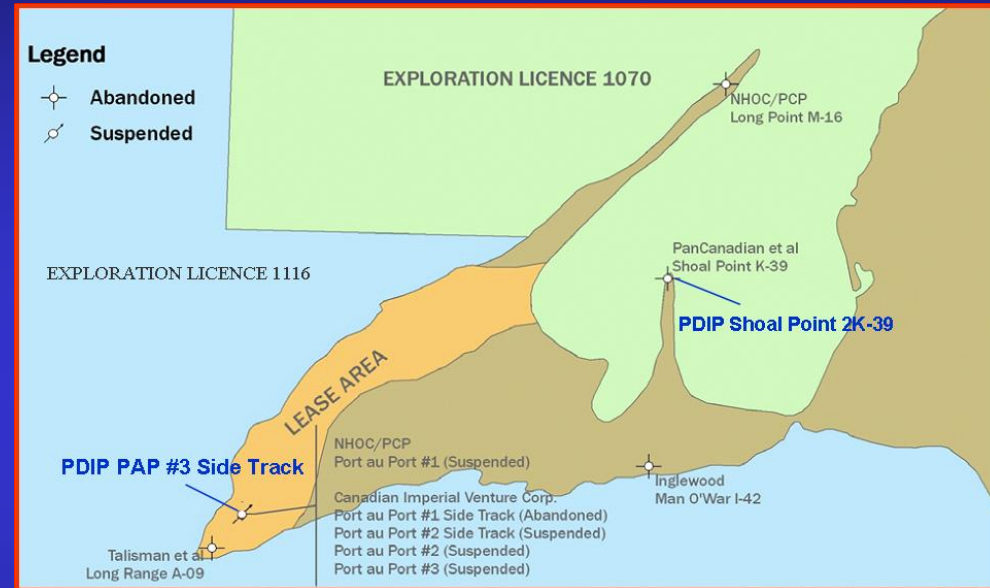 Legend
Abandoned
Suspended
EXPLORATION LICENCE 1070
NHOC/PCP
Long Point M-16
EXPLORATION LICENCE 1116
PanCanadian et al
Shoal Point K-39
PDIP Shoal Point 2K-39
LEASE AREA
NHOC/PCP
Port au Port #1 (Suspended)
PDIP PAP #3 Side Track
Canadian Imperial Venture Corp.
Port au Port #1 Side Track (Abandoned)
Port au Port #2 Side Track (Suspended)
Port au Port #2 (Suspended)
Port au Port #3 (Suspended)
Inglewood
Man O'War I-42
Talisman et al
Long Range A-09